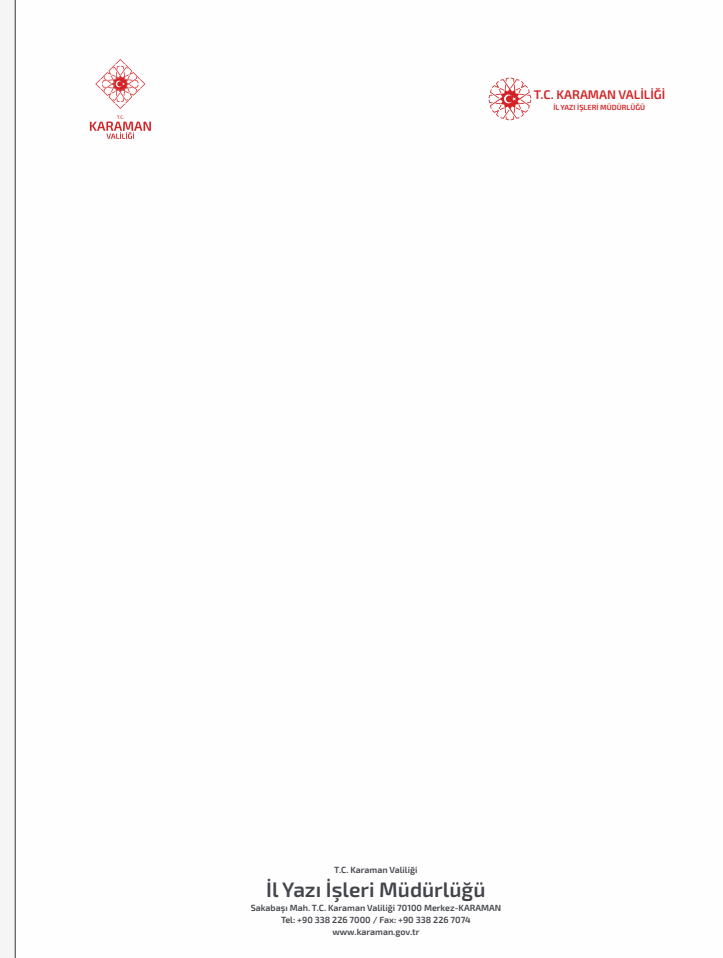 T.C.
KARAMAN
VALİLİĞİ
T.C. KARAMAN VALİLİĞİ
İL YAZI İŞLERİ MÜDÜRLÜĞÜ
T.C. Karaman Valiliği
İl Yazı İşleri Müdürlüğü
Sakabaşı Mah. T.C. Karaman Valiliği 70100 Merkez-KARAMAN
Tel: +90 338 226 7000 / Fax: +90 338 226 7074
www.karaman.gov.tr